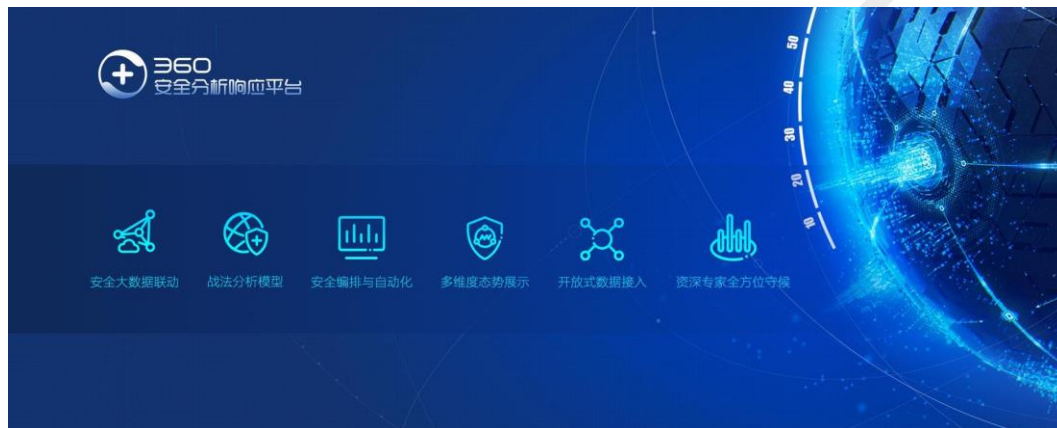 360
安全分析响应平台
安全大数据联动
战法分析模型
安全编排与自动化
多维度态势展示
开放式数据接入
资深专家全方位守候
50
40
30
20
10